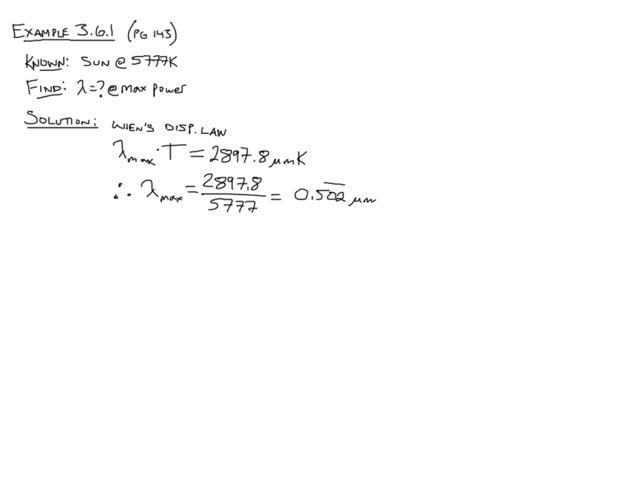 EXAMPLE 3.6.1 (PG 143)
KNOWN: SUN @ 5777K
FIND: λ=? @ max power
SOLUTION: WIEN'S DISP. LAW
λmax · T = 2897.8 μmK
∴ λmax = 2897.8 / 5777 = 0.502 μm